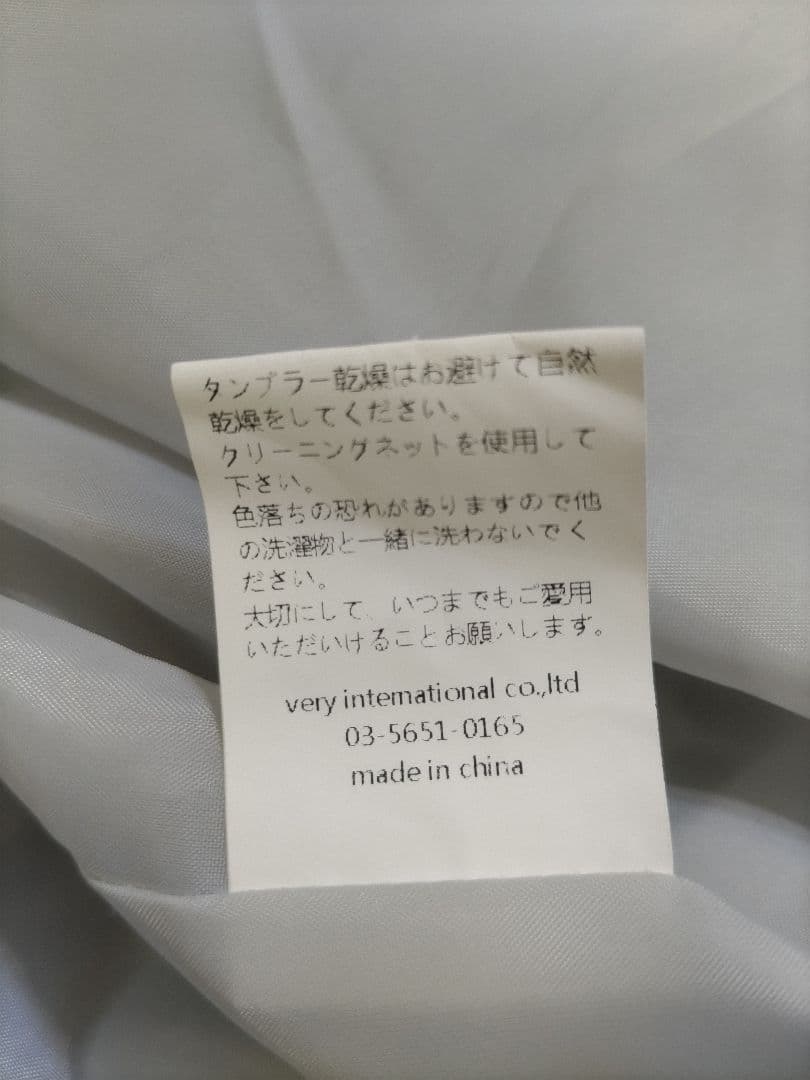 タンブラー乾燥はお避けて自然
乾燥をしてください。
クリーニングネットを使用して
下さい。
色落ちの恐れがありますので他
の洗濯物と一緒に洗わないでく
ださい。
大切にして、いつまでもご愛用
いただいけることお願いします。
very international co.,ltd
03-5651-0165
made in china